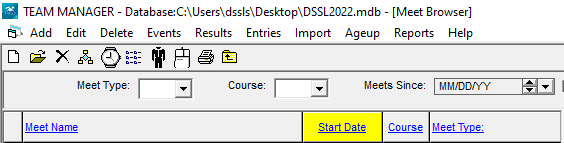 TEAM MANAGER - Database:C:\Users\dssls\Desktop\DSSL2022.mdb - [Meet Browser]
Add Edit Delete Events Results Entries Import Ageup Reports Help
Meet Type: Course: Meets Since: MM/DD/YY
Meet Name Start Date Course Meet Type: